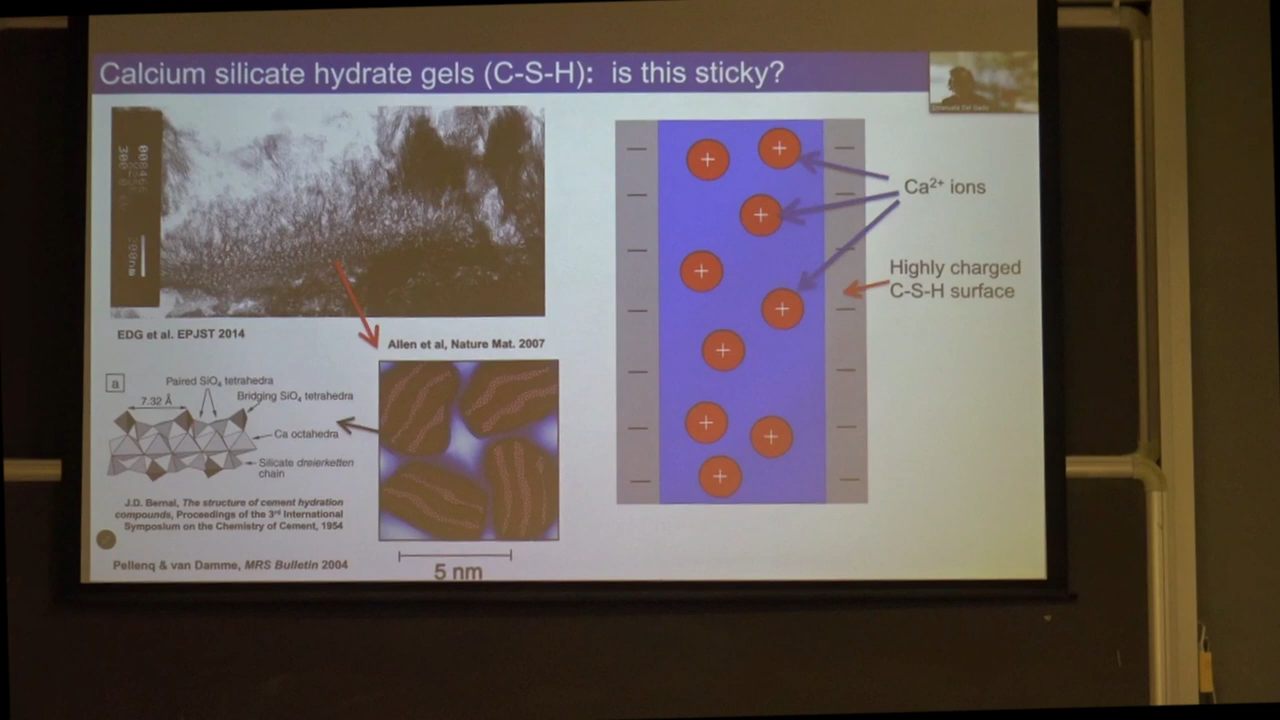 Calcium silicate hydrate gels (C-S-H): is this sticky?
EDG et al. EPJST 2014
Allen et al, Nature Mat. 2007
a
Paired SiO₄ tetrahedra
7.32 Å
Bridging SiO₄ tetrahedra
Ca octahedra
Silicate dreierketten
chain
J.D. Bernal, The structure of cement hydration
compounds, Proceedings of the 3rd International
Symposium on the Chemistry of Cement, 1954
Pellenq & van Damme, MRS Bulletin 2004
5 nm
Ca²⁺ ions
Highly charged
C-S-H surface